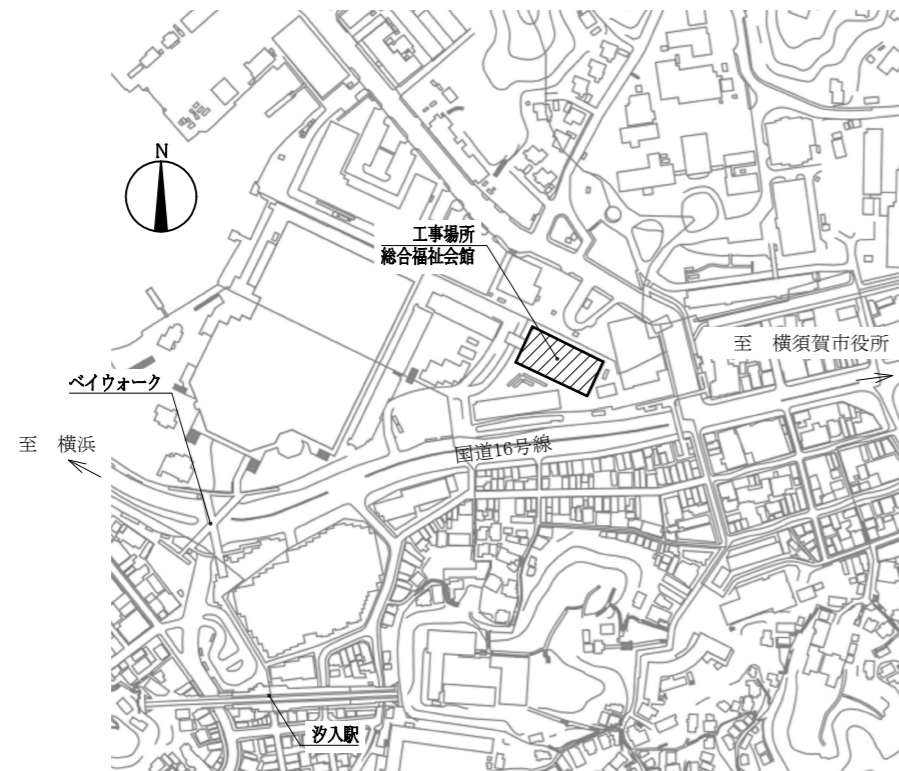 N
工事場所
総合福祉会館
至　横須賀市役所
ベイウォーク
至　横浜
国道16号線
汐入駅